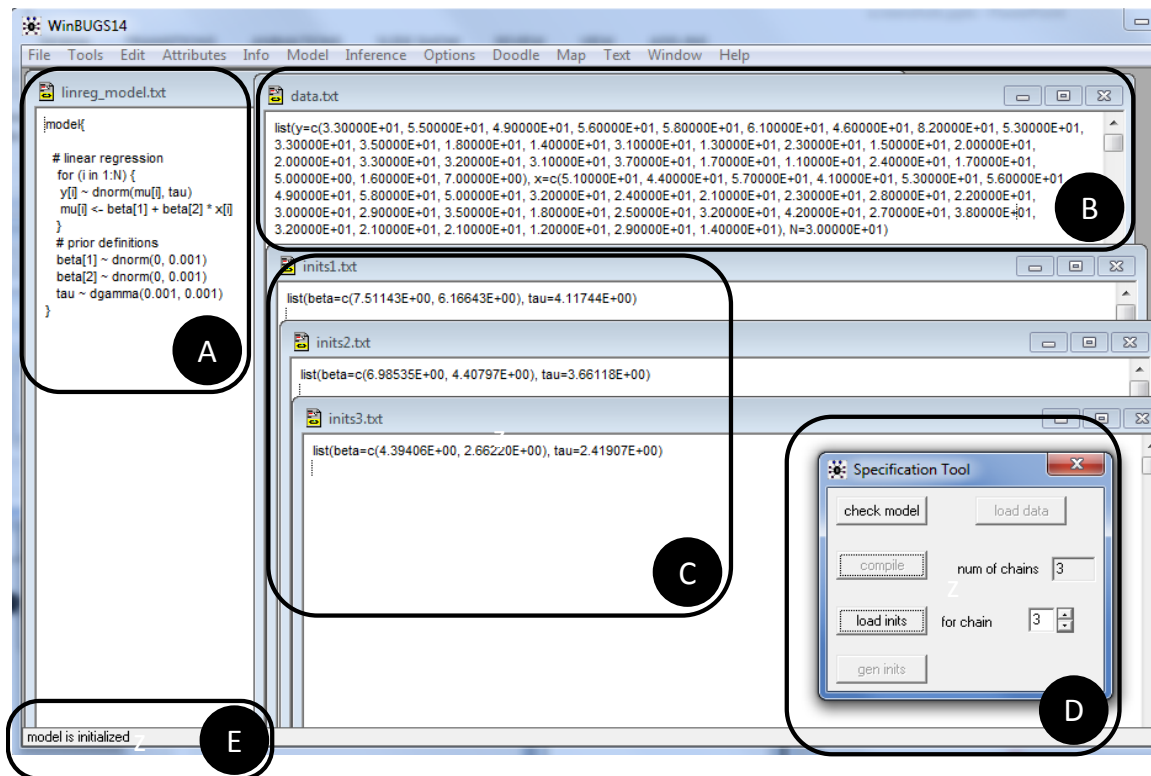 WinBUGS14
File Tools Edit Attributes Info Model Inference Options Doodle Map Text Window Help
linreg_model.txt
model{
# linear regression
for (i in 1:N) {
y[i] ~ dnorm(mu[i], tau)
mu[i] <- beta[1] + beta[2] * x[i]
}
# prior definitions
beta[1] ~ dnorm(0, 0.001)
beta[2] ~ dnorm(0, 0.001)
tau ~ dgamma(0.001, 0.001)
}
A
data.txt
list(y=c(3.30000E+01, 5.50000E+01, 4.90000E+01, 5.60000E+01, 5.80000E+01, 6.10000E+01, 4.60000E+01, 8.20000E+01, 5.30000E+01,
3.30000E+01, 3.50000E+01, 1.80000E+01, 1.40000E+01, 3.10000E+01, 1.30000E+01, 2.30000E+01, 1.50000E+01, 2.00000E+01,
2.00000E+01, 3.30000E+01, 3.20000E+01, 3.10000E+01, 3.70000E+01, 1.70000E+01, 1.10000E+01, 2.40000E+01, 1.70000E+01,
5.00000E+00, 1.60000E+01, 7.00000E+00), x=c(5.10000E+01, 4.40000E+01, 5.70000E+01, 4.10000E+01, 5.30000E+01, 5.60000E+01
4.90000E+01, 5.80000E+01, 5.00000E+01, 3.20000E+01, 2.40000E+01, 2.10000E+01, 2.30000E+01, 2.80000E+01, 2.20000E+01,
3.00000E+01, 2.90000E+01, 3.50000E+01, 1.80000E+01, 2.50000E+01, 3.20000E+01, 4.20000E+01, 2.70000E+01, 3.80000E+01,
3.20000E+01, 2.10000E+01, 2.10000E+01, 1.20000E+01, 2.90000E+01, 1.40000E+01), N=3.00000E+01)
B
inits1.txt
list(beta=c(7.51143E+00, 6.16643E+00), tau=4.11744E+00)
inits2.txt
list(beta=c(6.98535E+00, 4.40797E+00), tau=3.66118E+00)
inits3.txt
z
list(beta=c(4.39406E+00, 2.66220E+00), tau=2.41907E+00)
C
Specification Tool
check model load data
compile num of chains 3
z
load inits for chain 3
gen inits
D
model is initialized z
E